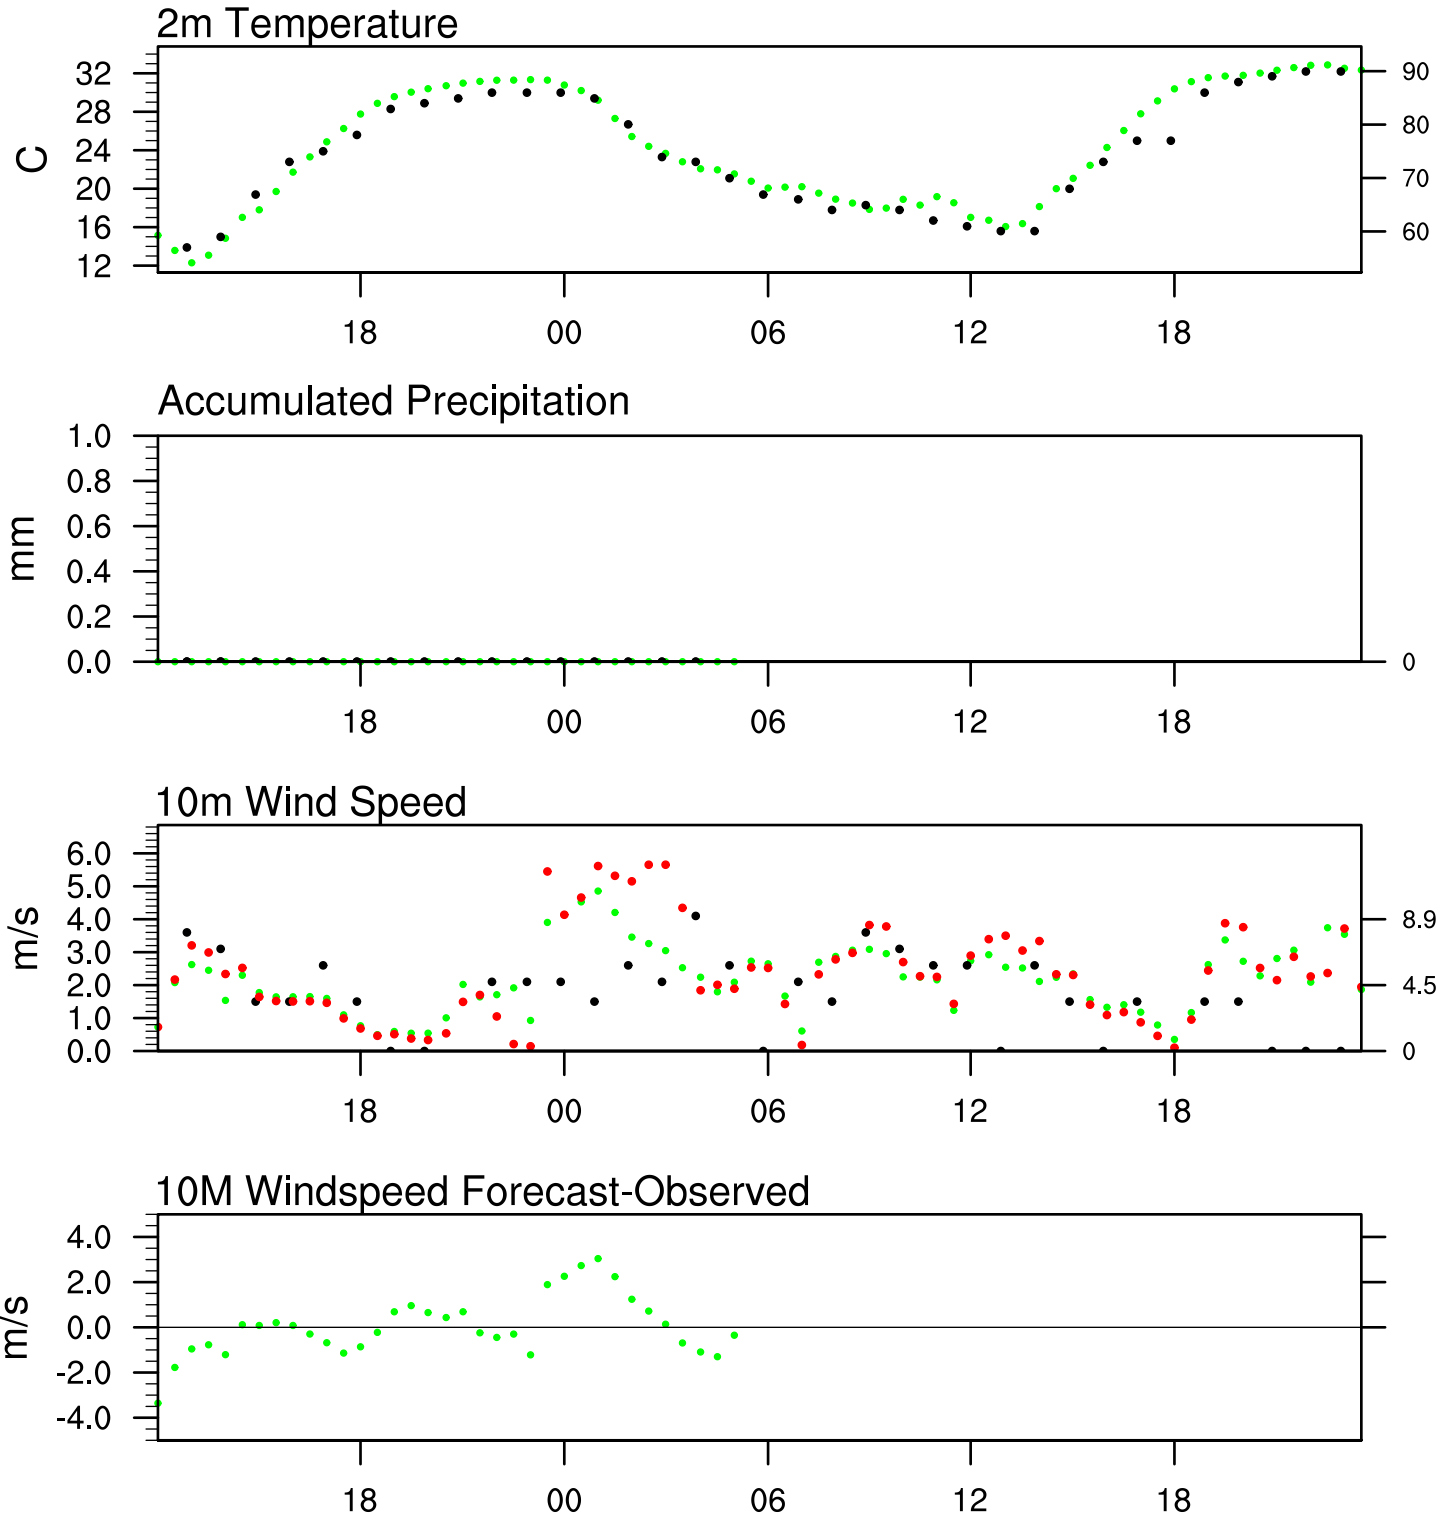 2m Temperature
32
28
24
20
16
12
C
90
80
70
60
18 00 06 12 18
Accumulated Precipitation
1.0
0.8
0.6
0.4
0.2
0.0
mm
0
18 00 06 12 18
10m Wind Speed
6.0
5.0
4.0
3.0
2.0
1.0
0.0
m/s
8.9
4.5
0
18 00 06 12 18
10M Windspeed Forecast-Observed
4.0
2.0
0.0
-2.0
-4.0
m/s
18 00 06 12 18